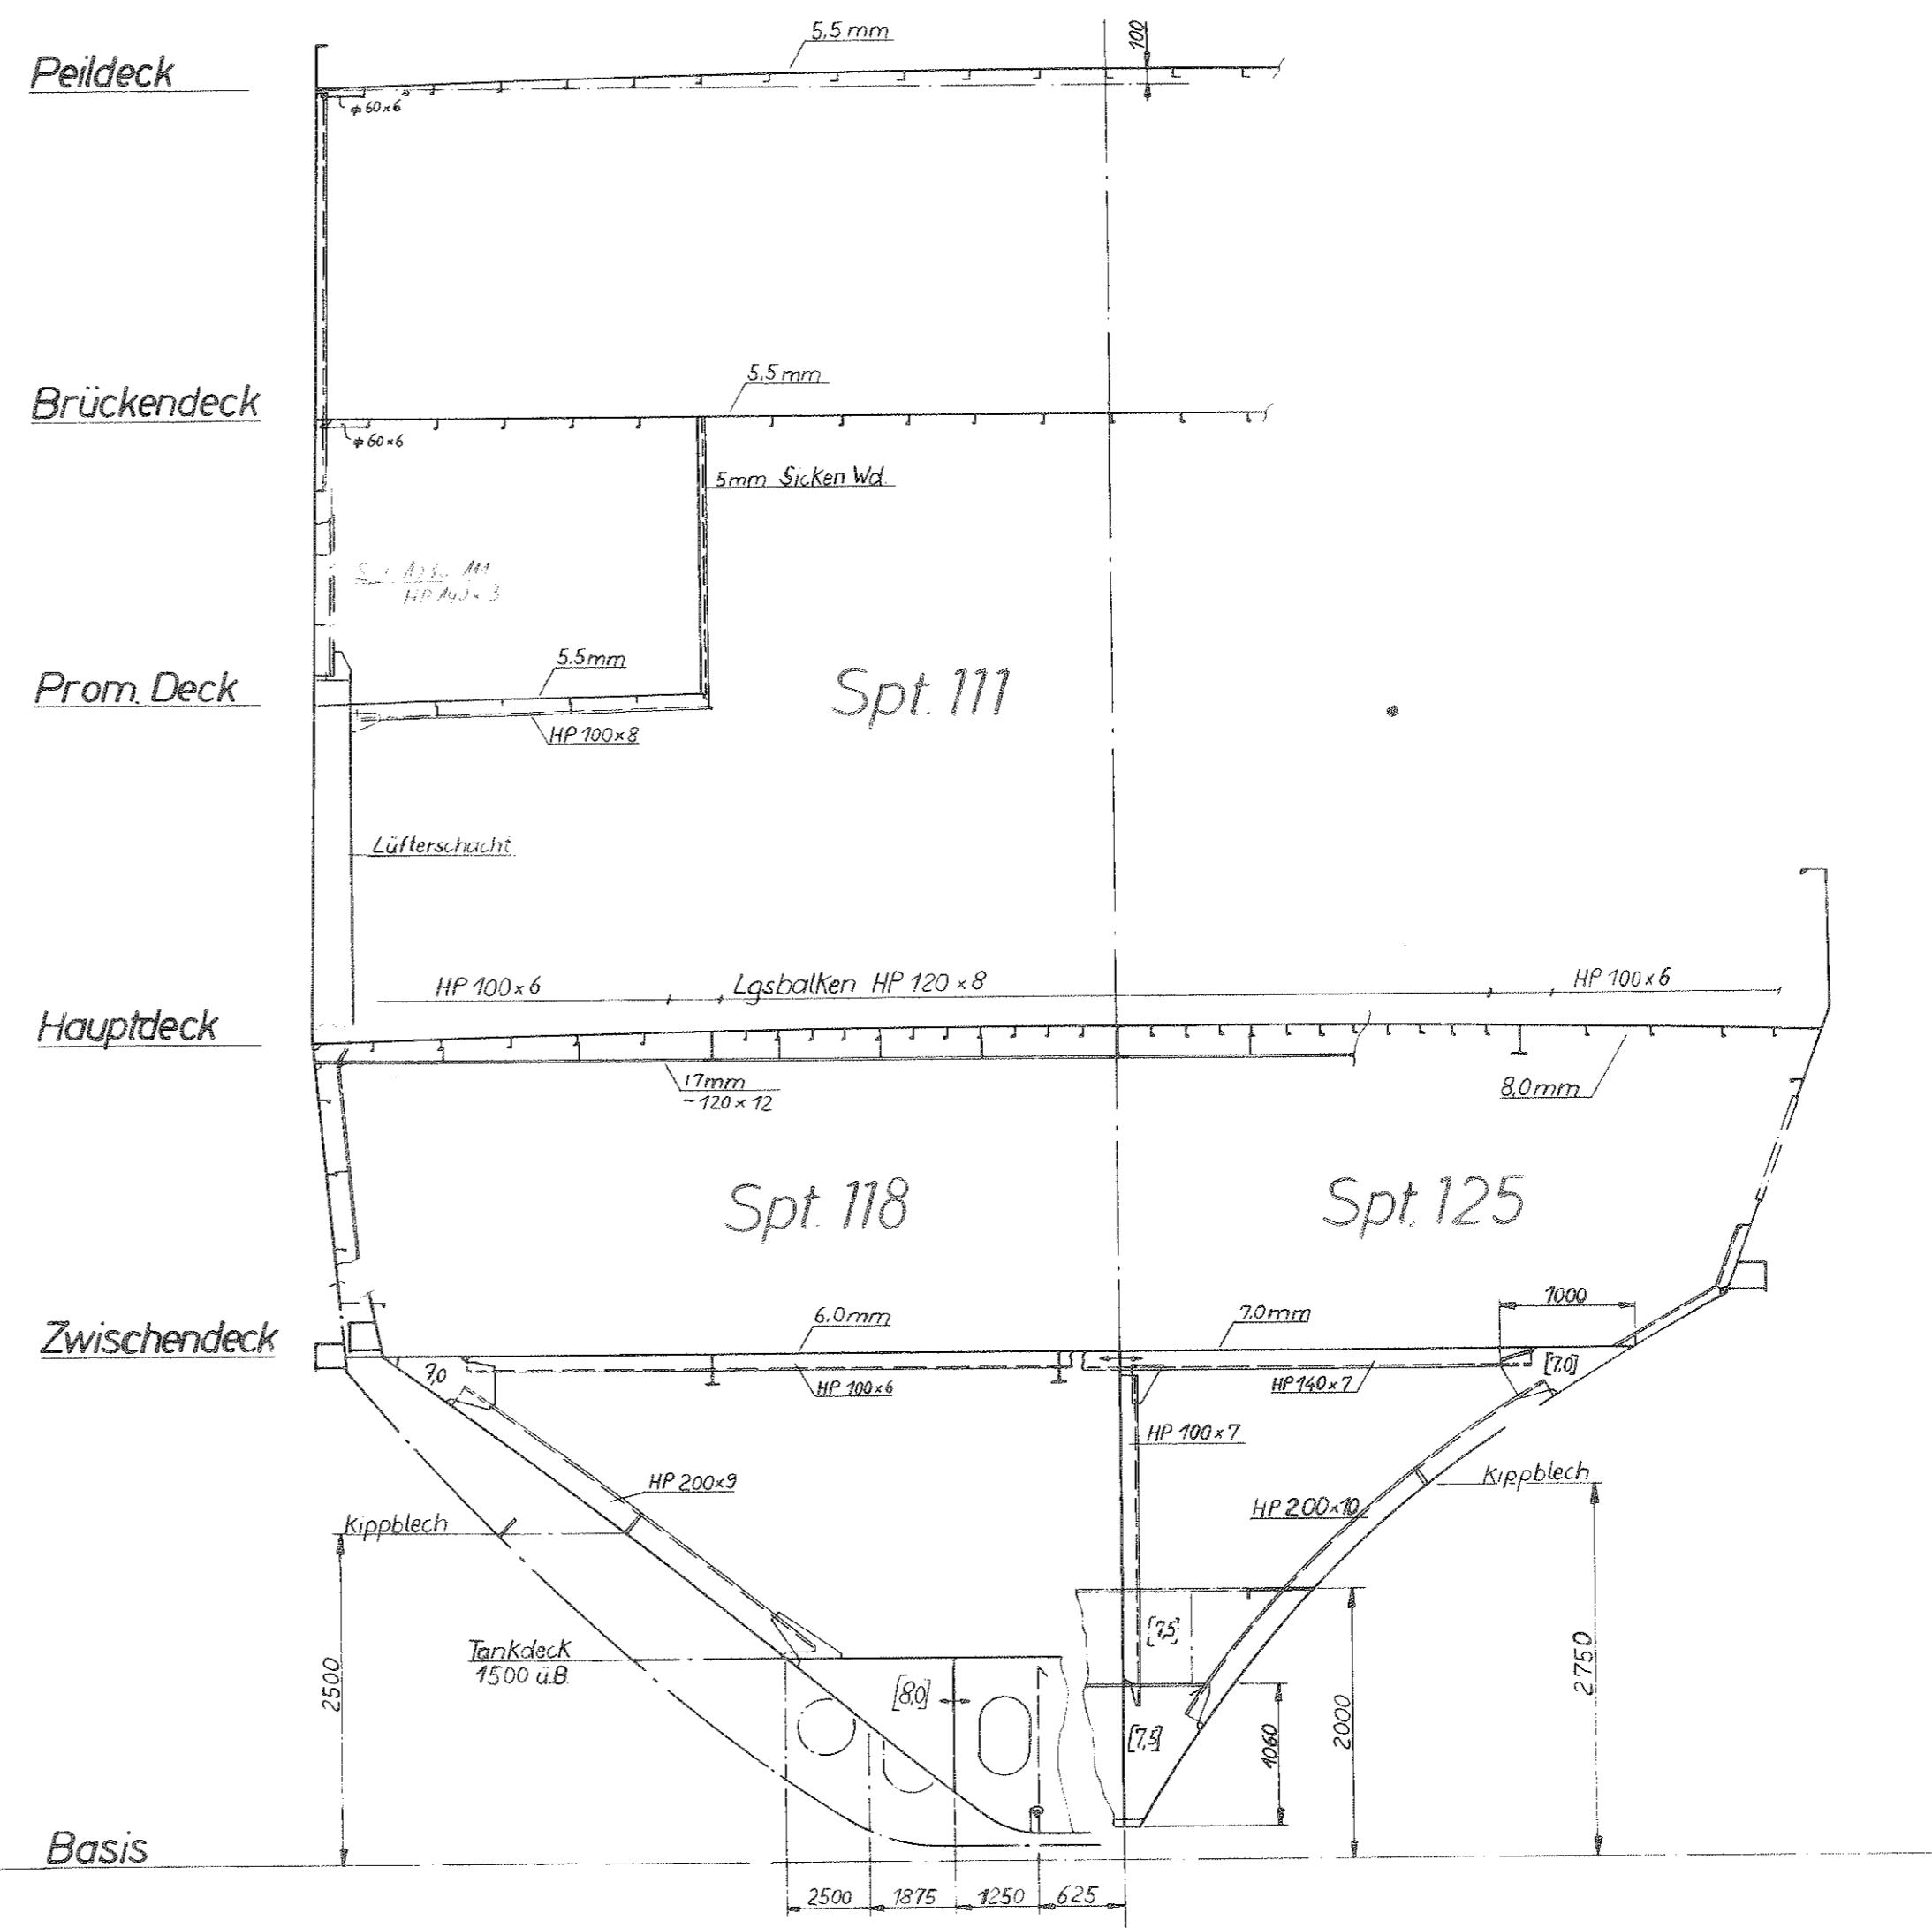 5,5 mm
100
Peildeck
⌀ 60×6
5,5 mm
Brückendeck
⌀ 60×6
5mm Sicken Wd.
5.5mm
Prom. Deck
Spt. 111
HP 100×8
Lüfterschacht
HP 100×6
Lgsbalken HP 120×8
HP 100×6
Hauptdeck
17mm
-120×12
8,0mm
Spt. 118
Spt. 125
1000
6.0mm
7.0mm
Zwischendeck
7,0
HP 100×6
HP 140×7
[7,0]
HP 100×7
HP 200×9
Kippblech
HP 200×10
Kippblech
[7,5]
Tankdeck
1500 ü.B.
2500
[8,0]
[7,5]
1060
2000
2750
Basis
2500
1875
1250
625